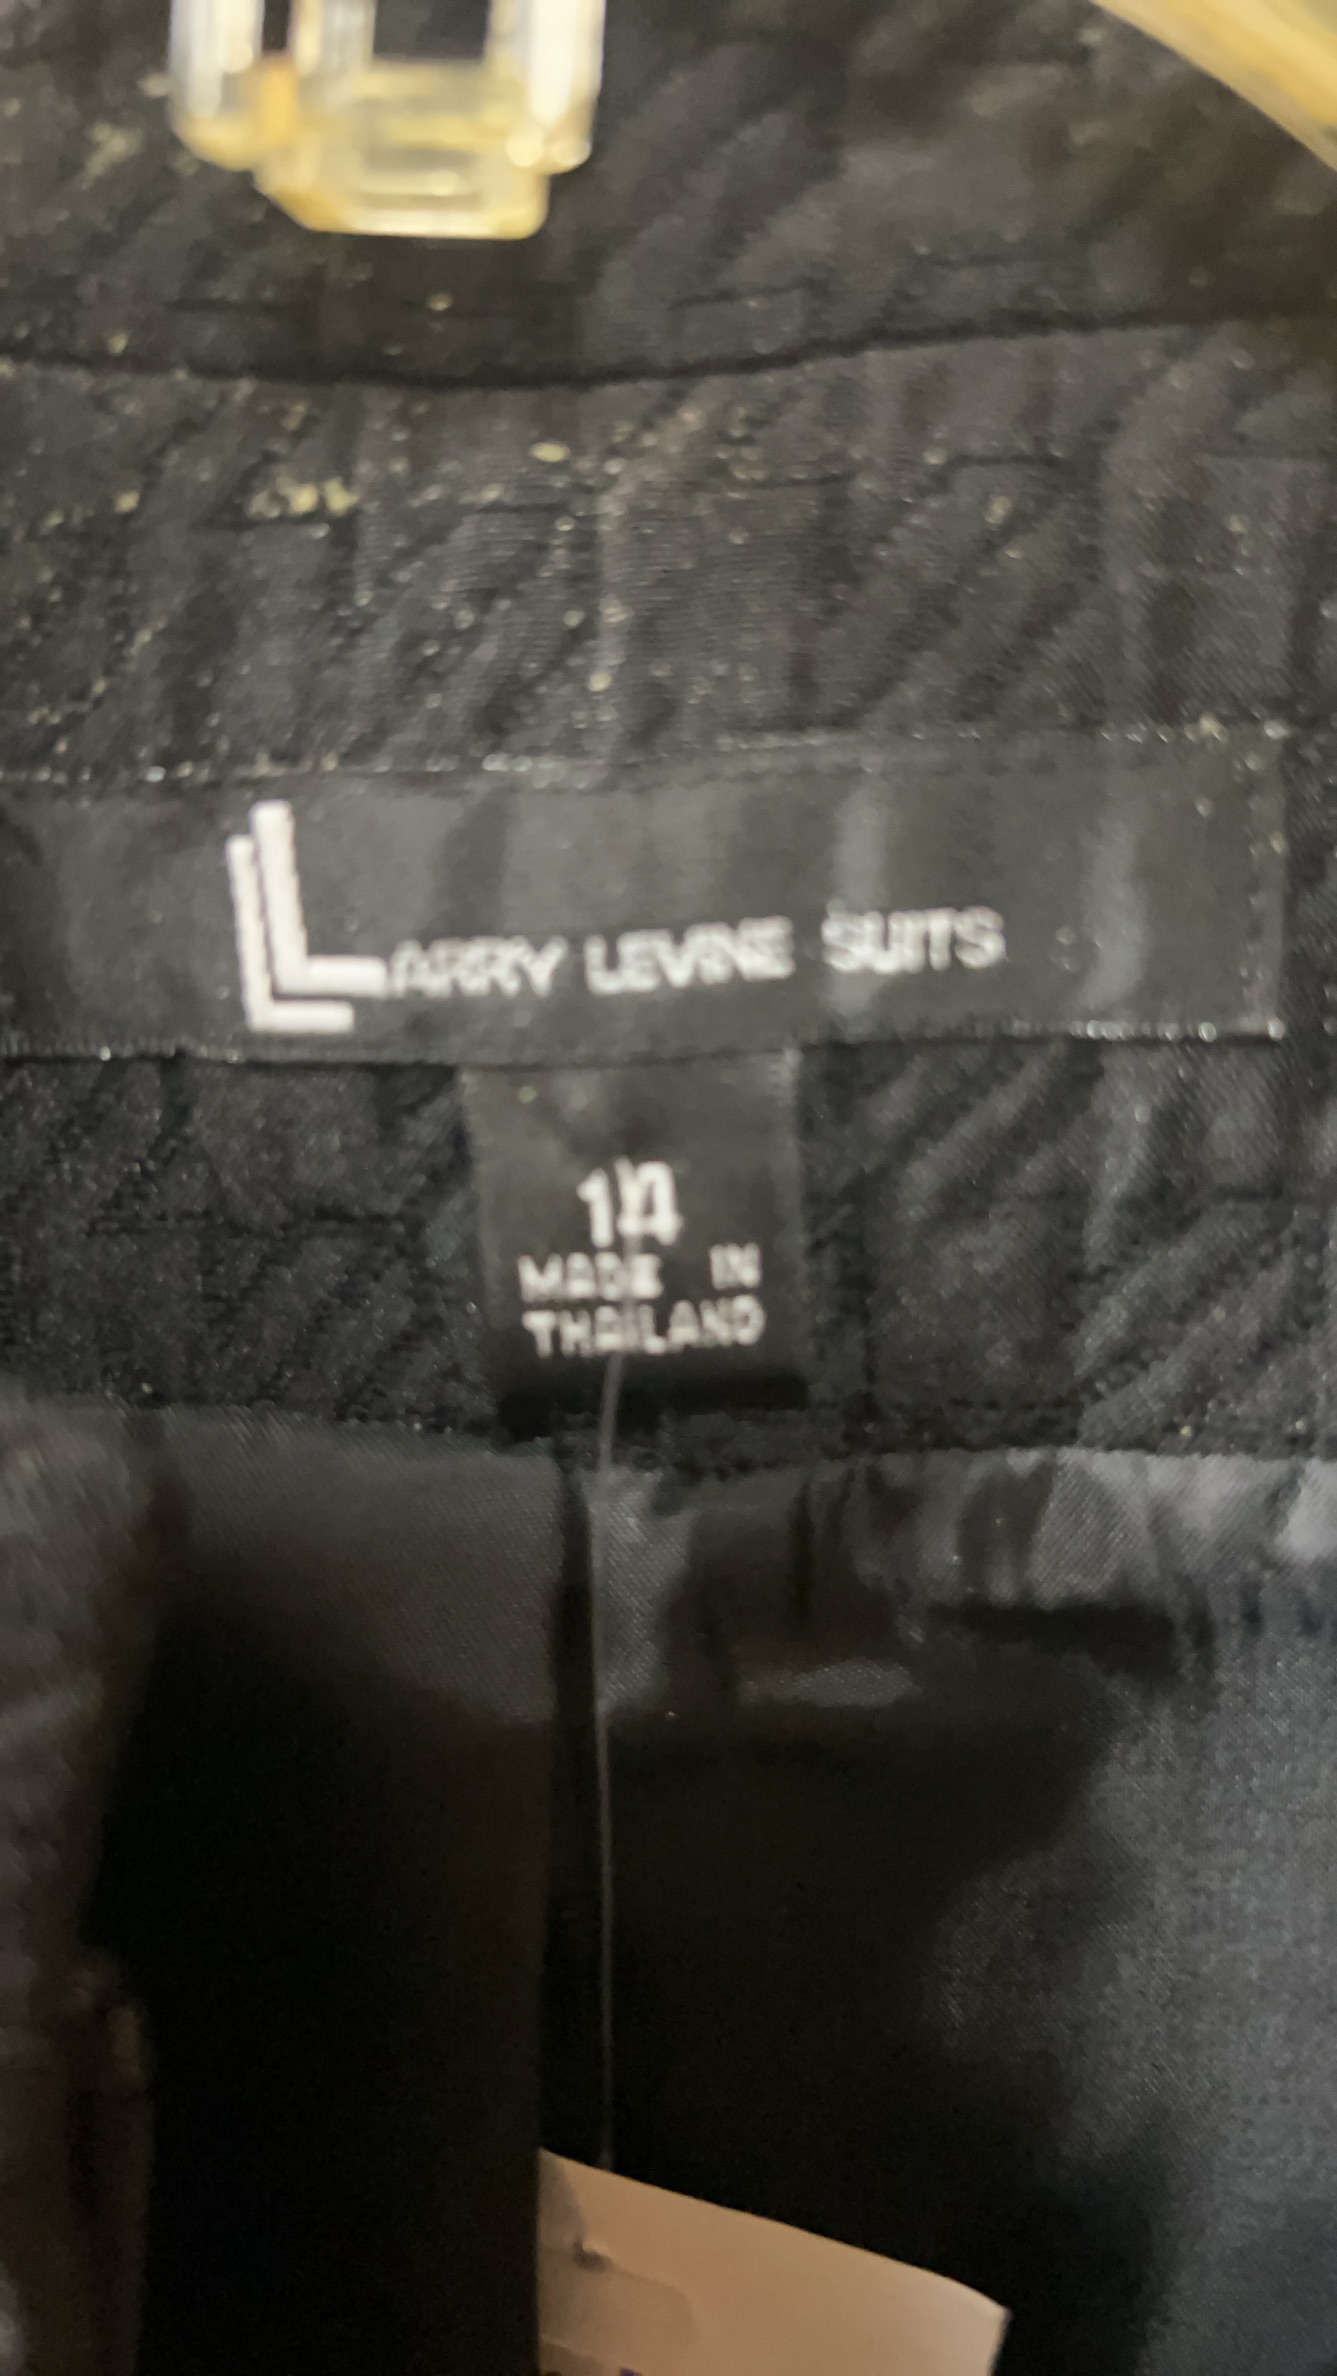 LARRY LEVINE SUITS
14
MADE IN
THAILAND